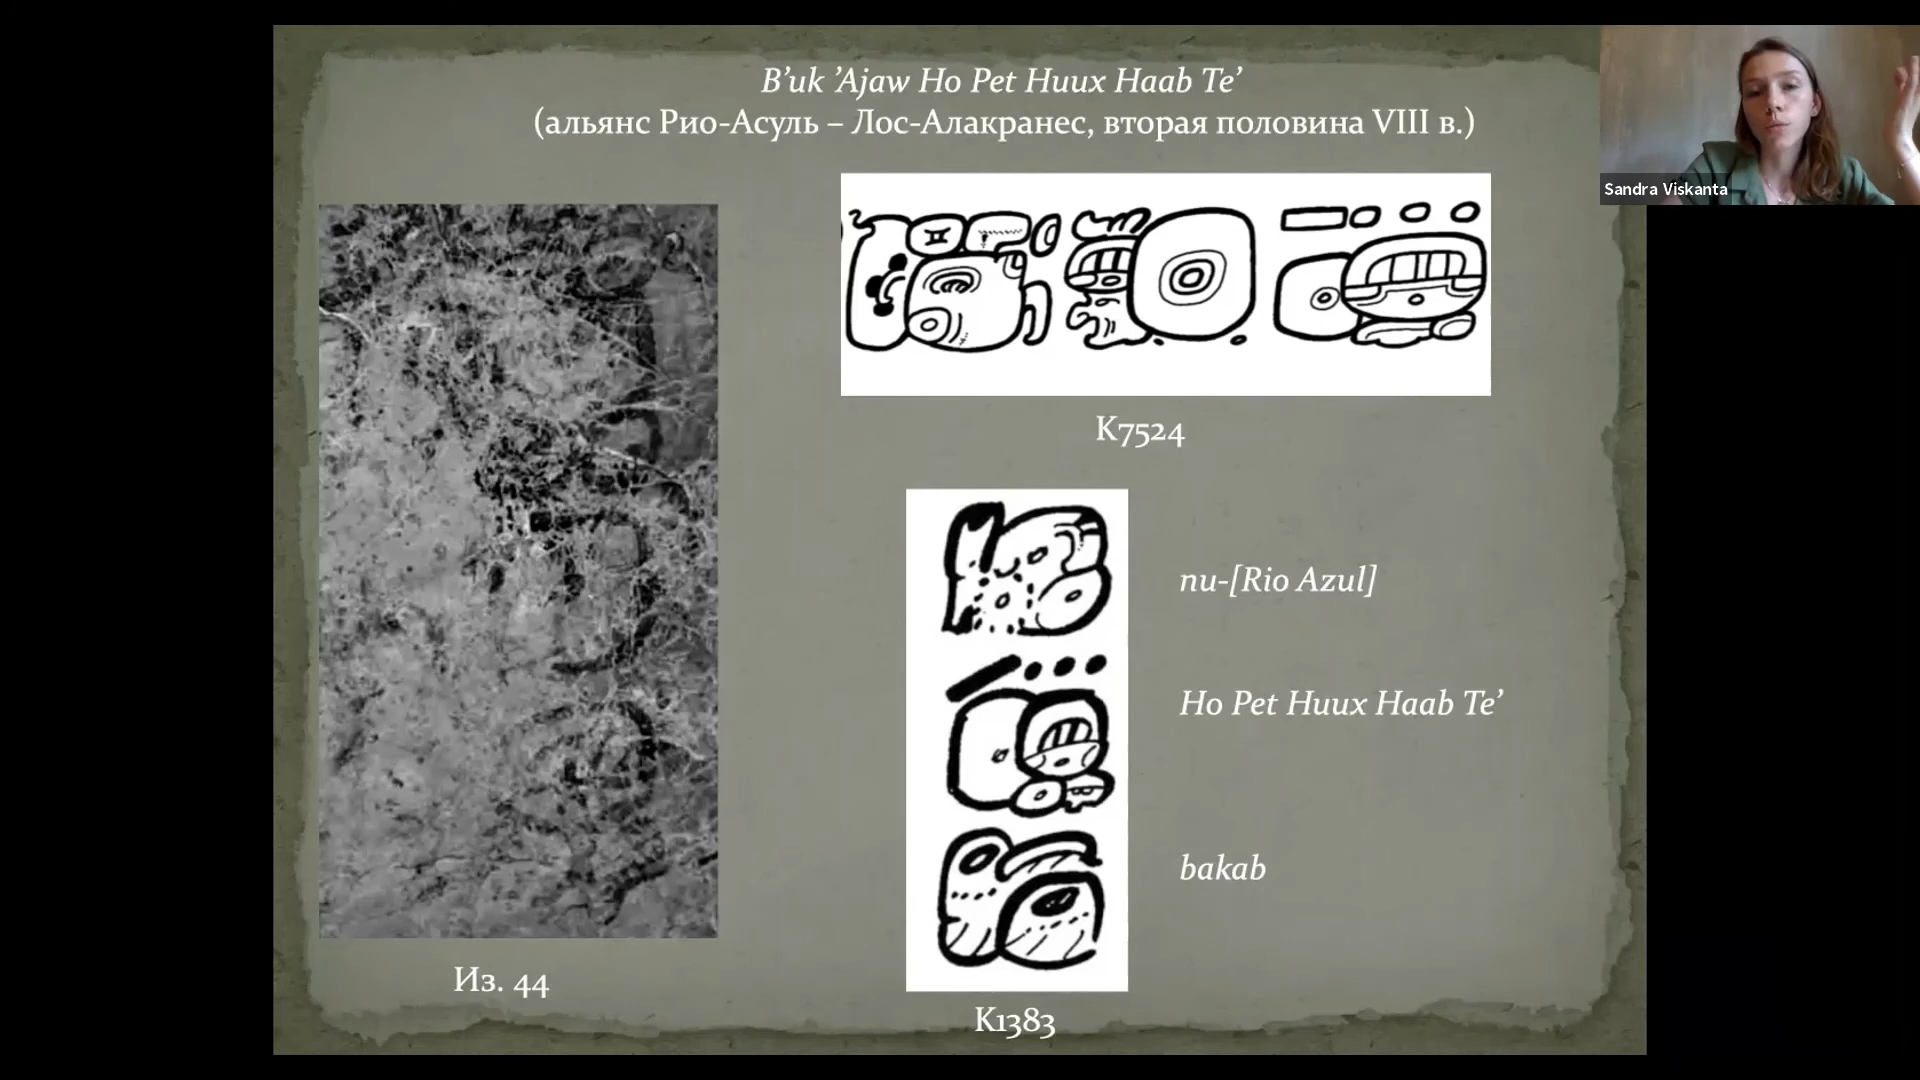 B’uk ’Ajaw Ho Pet Huux Haab Te’
(альянс Рио-Асуль – Лос-Алакранес, вторая половина VIII в.)
Sandra Viskanta
K7524
nu-[Rio Azul]
Ho Pet Huux Haab Te’
bakab
Из. 44
K1383